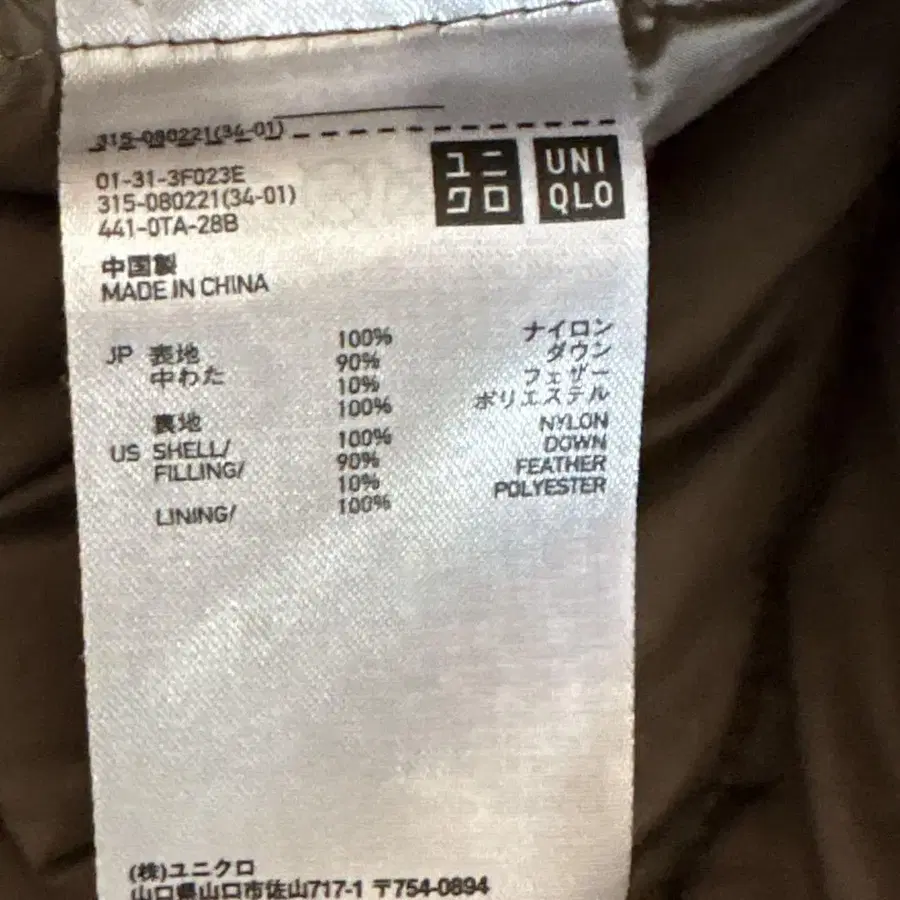 315-080221(34-01)
01-31-3F023E
315-080221(34-01)
441-0TA-28B
ユニ
クロ
UNI
QLO
中国製
MADE IN CHINA
JP 表地 100% ナイロン
中わた 90% ダウン
10% フェザー
裏地 100% ポリエステル
US SHELL/ 100% NYLON
FILLING/ 90% DOWN
10% FEATHER
LINING/ 100% POLYESTER
(株)ユニクロ
山口県山口市佐山717-1 〒754-0894